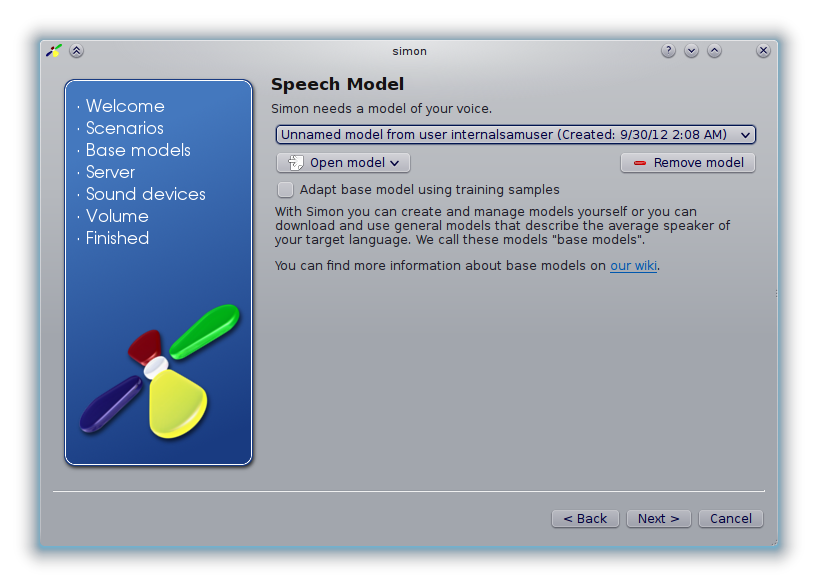 simon
?
· Welcome
· Scenarios
· Base models
· Server
· Sound devices
· Volume
· Finished
Speech Model
Simon needs a model of your voice.
Unnamed model from user internalsamuser (Created: 9/30/12 2:08 AM)
Open model
Remove model
Adapt base model using training samples
With Simon you can create and manage models yourself or you can
download and use general models that describe the average speaker of
your target language. We call these models "base models".
You can find more information about base models on our wiki.
< Back
Next >
Cancel